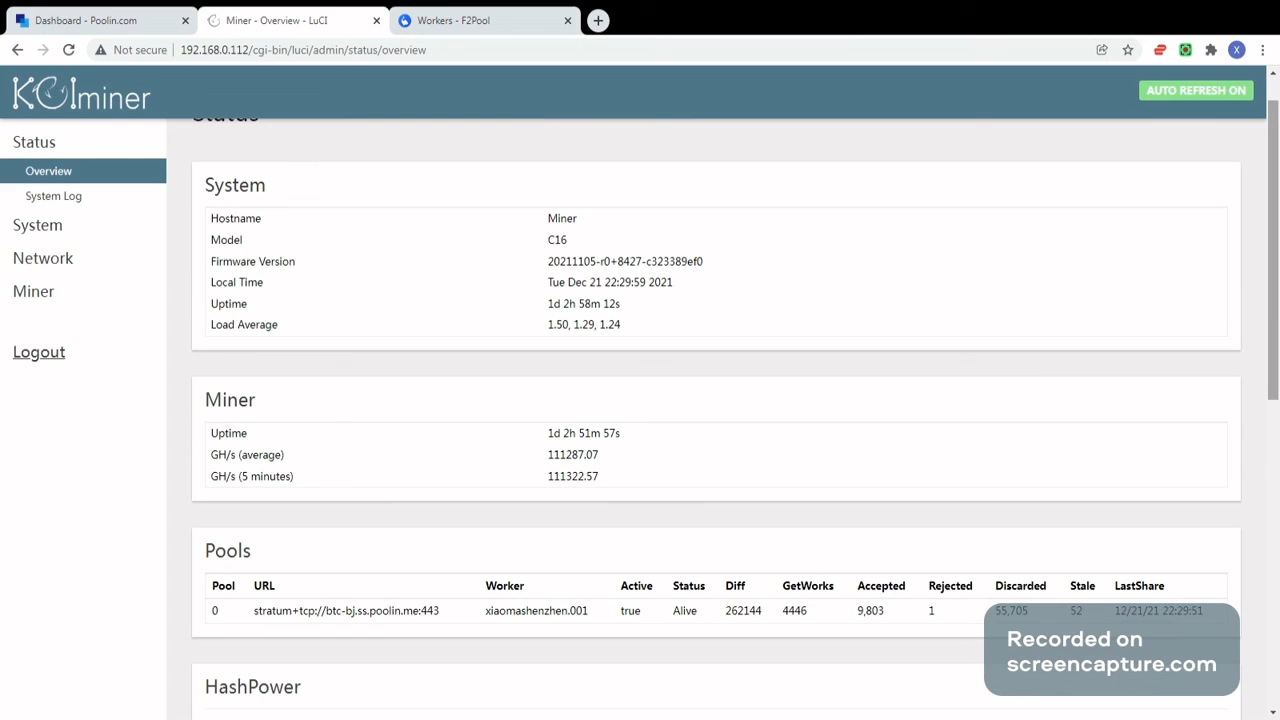 Dashboard - Poolin.com
Miner - Overview - LuCI
Workers - F2Pool
Not secure 192.168.0.112/cgi-bin/luci/admin/status/overview
X
KOIminer
AUTO REFRESH ON
Status
Status
Overview
System Log
System
Network
Miner
Logout
System
Hostname Miner
Model C16
Firmware Version 20211105-r0+8427-c323389ef0
Local Time Tue Dec 21 22:29:59 2021
Uptime 1d 2h 58m 12s
Load Average 1.50, 1.29, 1.24
Miner
Uptime 1d 2h 51m 57s
GH/s (average) 111287.07
GH/s (5 minutes) 111322.57
Pools
Pool URL Worker Active Status Diff GetWorks Accepted Rejected Discarded Stale LastShare
0 stratum+tcp://btc-bj.ss.poolin.me:443 xiaomashenzhen.001 true Alive 262144 4446 9,803 1 55,705 52 12/21/21 22:29:51
HashPower
Recorded on
screencapture.com